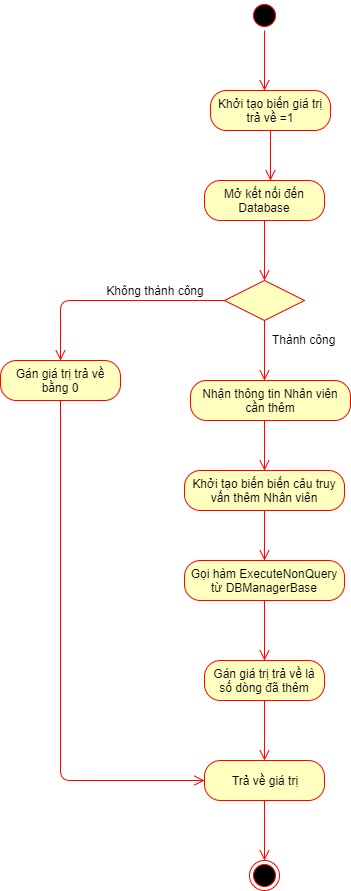 Khởi tạo biến giá trị
trả về =1
Mở kết nối đến
Database
Không thành công
Thành công
Gán giá trị trả về
bằng 0
Nhận thông tin Nhân viên
cần thêm
Khởi tạo biến biến câu truy
vấn thêm Nhân viên
Gọi hàm ExecuteNonQuery
từ DBManagerBase
Gán giá trị trả về là
số dòng đã thêm
Trả về giá trị